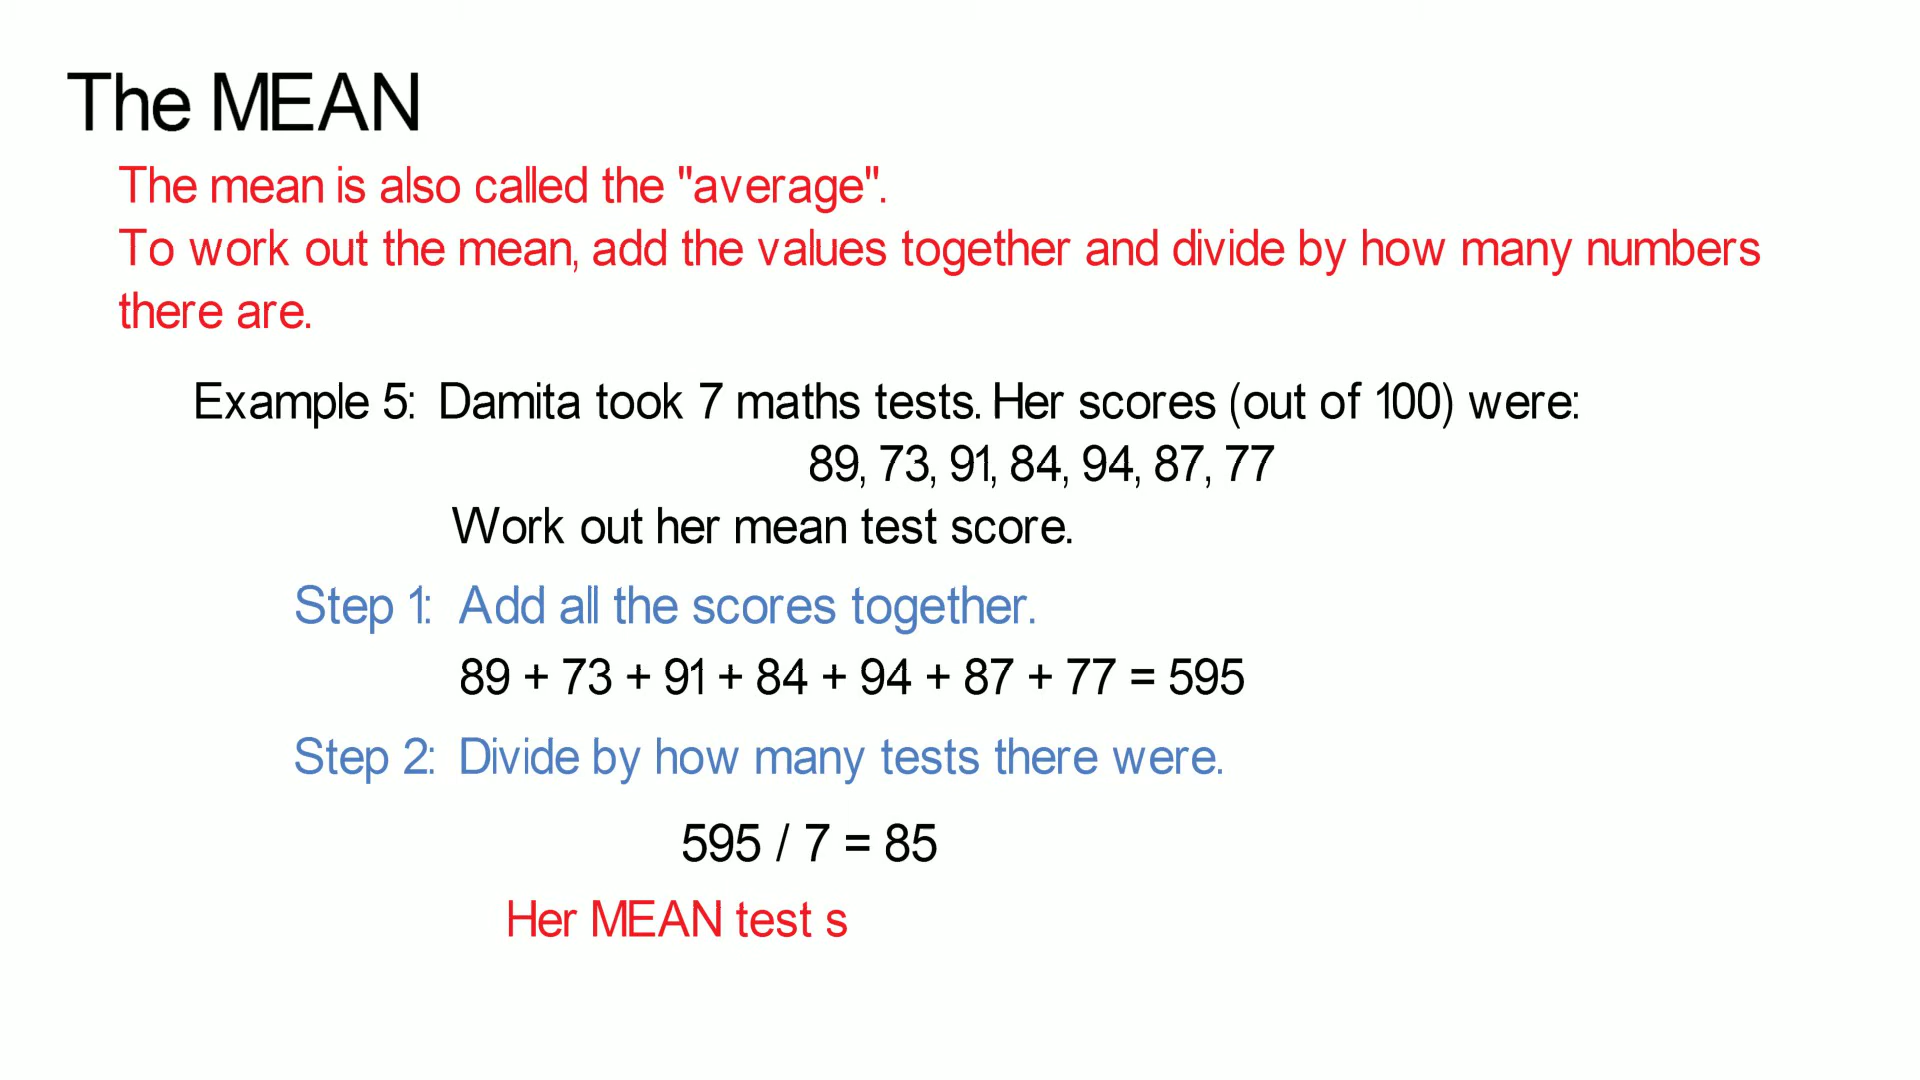 The MEAN
The mean is also called the "average".
To work out the mean, add the values together and divide by how many numbers
there are.
Example 5: Damita took 7 maths tests. Her scores (out of 100) were:
89, 73, 91, 84, 94, 87, 77
Work out her mean test score.
Step 1: Add all the scores together.
89 + 73 + 91 + 84 + 94 + 87 + 77 = 595
Step 2: Divide by how many tests there were.
595 / 7 = 85
Her MEAN test s